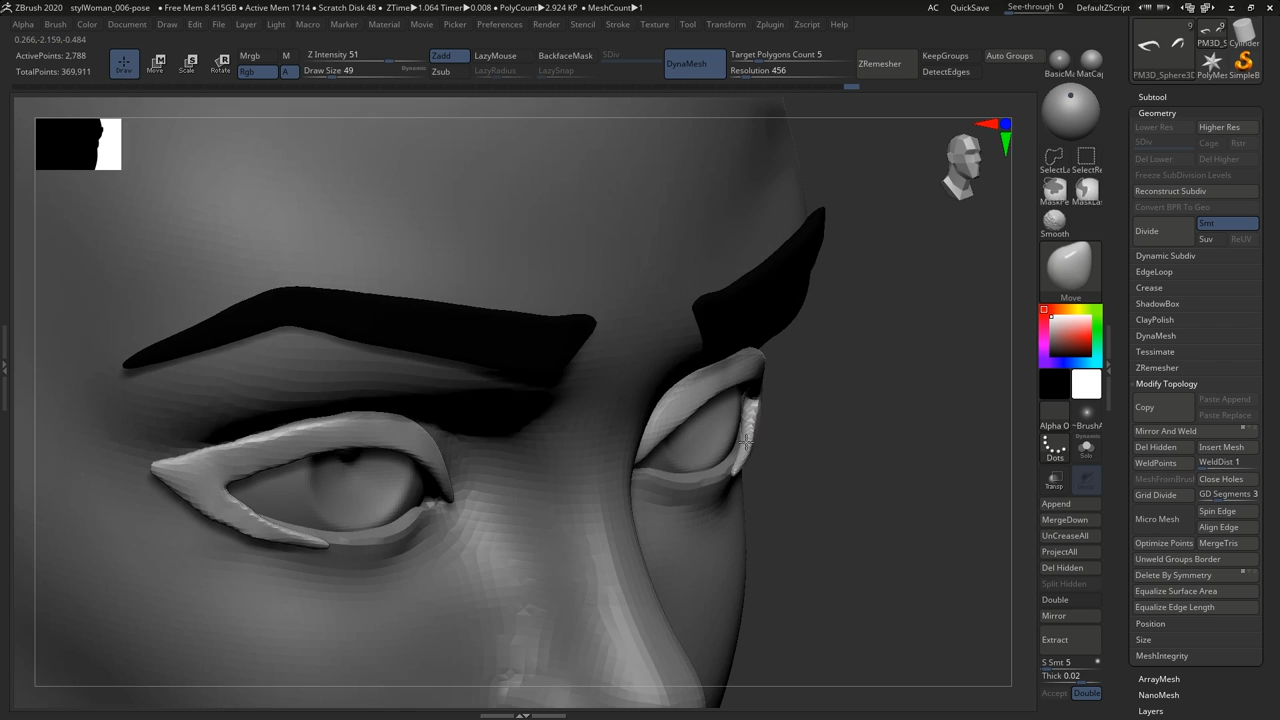 ZBrush 2020 stylWoman_006-pose • Free Mem 8.415GB • Active Mem 1714 • Scratch Disk 48 • ZTime▶1.064 Timer▶0.008 • PolyCount▶2.924 KP • MeshCount▶1 AC QuickSave See-through 0 DefaultZScript
Alpha Brush Color Document Draw Edit File Layer Light Macro Marker Material Movie Picker Preferences Render Stencil Stroke Texture Tool Transform Zplugin Zscript Help
0.266,-2.159,-0.484
ActivePoints: 2,788
TotalPoints: 369,911
Draw Move Scale Rotate
Mrgb M
Rgb A
Z Intensity 51
Draw Size 49 Dynamic
Zadd LazyMouse BackfaceMask
Zsub LazyRadius LazySnap
SDiv
DynaMesh
Target Polygons Count 5
Resolution 456
ZRemesher
KeepGroups
DetectEdges
Auto Groups
BasicMa MatCap
SelectLa SelectRe
MaskPe MaskLas
Smooth
Move
Alpha O ~BrushA
Dots
Dynamic
Solo
Transp
Append
MergeDown
UnCreaseAll
ProjectAll
Del Hidden
Split Hidden
Double
Mirror
Extract
S Smt 5
Thick 0.02
Accept Double
9
PM3D_S Cylinder
PM3D_Sphere3D PolyMes SimpleB
Subtool
Geometry
Lower Res Higher Res
SDiv Cage Rstr
Del Lower Del Higher
Freeze SubDivision Levels
Reconstruct Subdiv
Convert BPR To Geo
Divide
Smt
Suv ReUV
Dynamic Subdiv
EdgeLoop
Crease
ShadowBox
ClayPolish
DynaMesh
Tessimate
ZRemesher
Modify Topology
Copy
Paste Append
Paste Replace
Mirror And Weld
Del Hidden Insert Mesh
WeldPoints WeldDist 1
MeshFromBrush Close Holes
Grid Divide GD Segments 3
Micro Mesh
Spin Edge
Align Edge
Optimize Points MergeTris
Unweld Groups Border
Delete By Symmetry
Equalize Surface Area
Equalize Edge Length
Position
Size
MeshIntegrity
ArrayMesh
NanoMesh
Layers